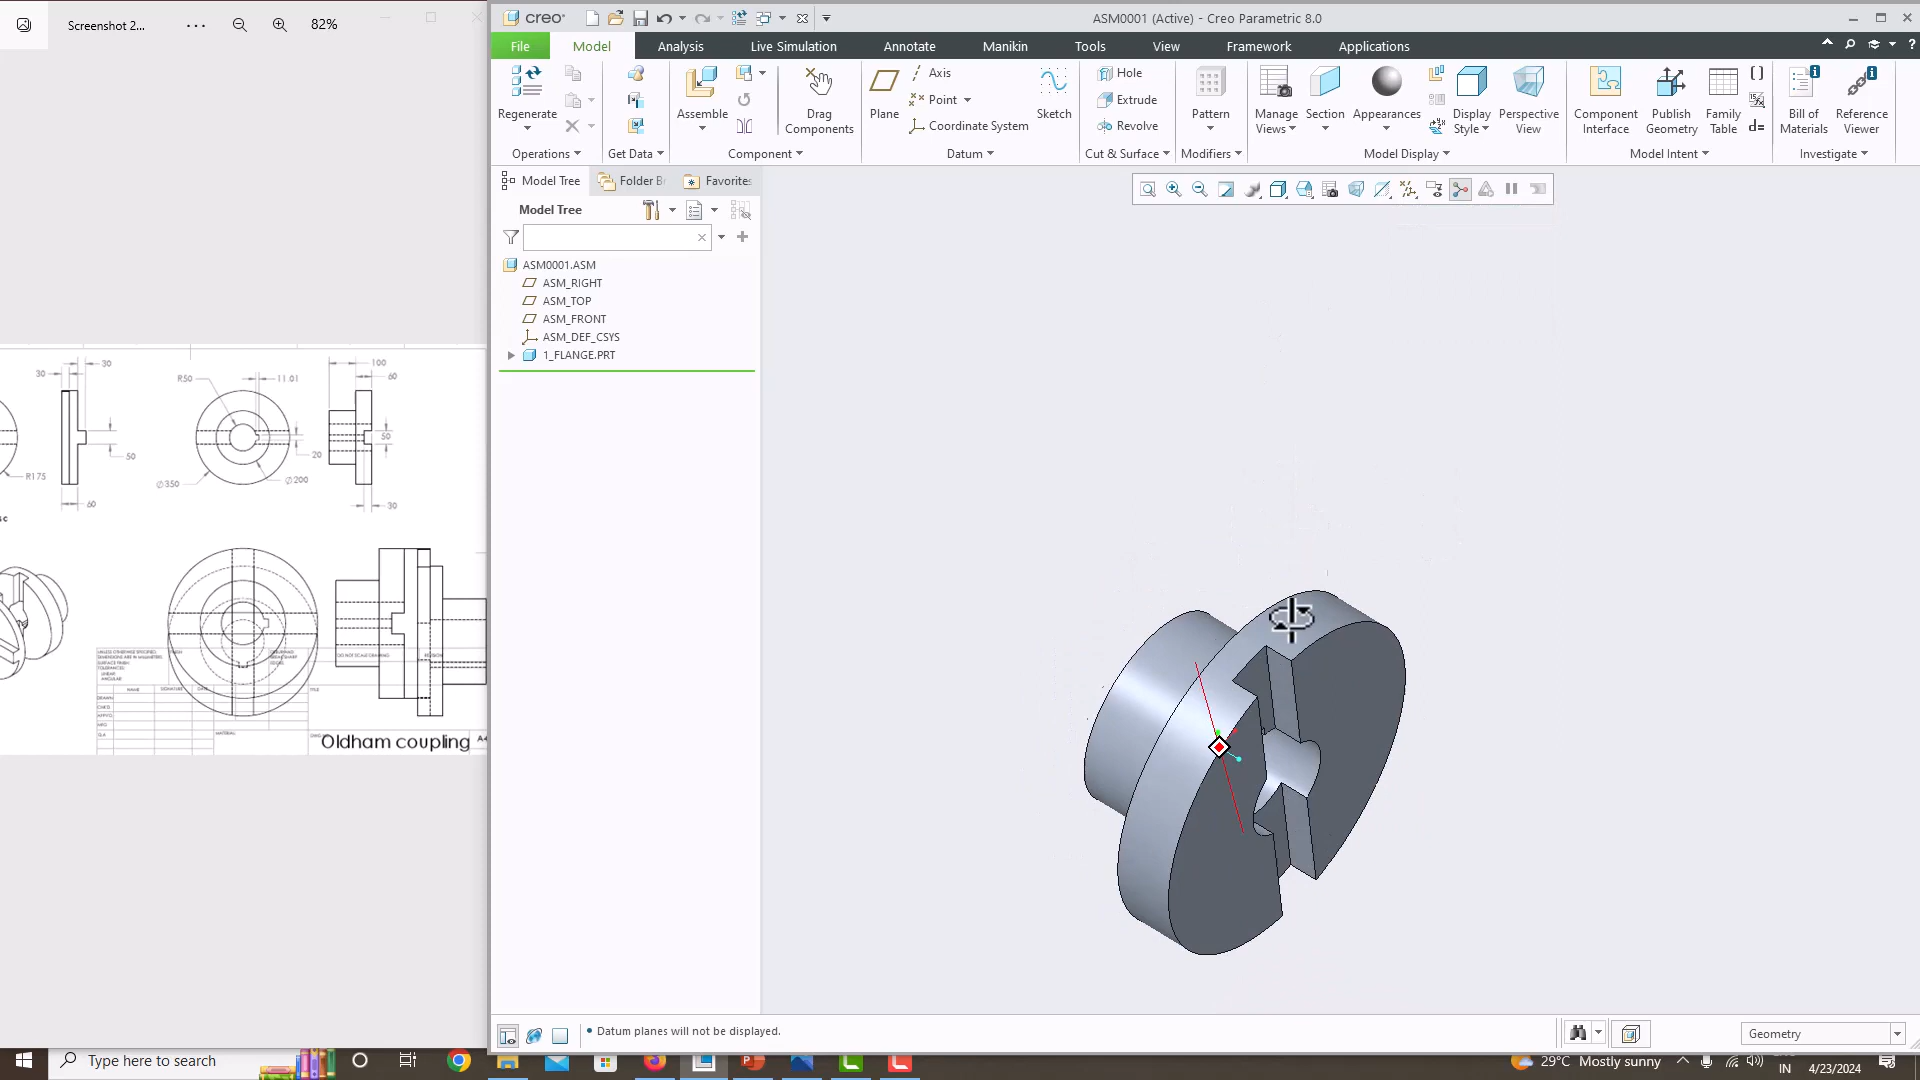 Screenshot 2...
82%
creo
ASM0001 (Active) - Creo Parametric 8.0
File
Model
Analysis
Live Simulation
Annotate
Manikin
Tools
View
Framework
Applications
Regenerate
Operations
Get Data
Assemble
Drag Components
Component
Plane
Axis
Point
Coordinate System
Sketch
Datum
Hole
Extrude
Revolve
Cut & Surface
Pattern
Modifiers
Manage Views
Section
Appearances
Display Style
Perspective View
Model Display
Component Interface
Publish Geometry
Family Table
Model Intent
Bill of Materials
Reference Viewer
Investigate
Model Tree
Folder Br
Favorites
Model Tree
ASM0001.ASM
ASM_RIGHT
ASM_TOP
ASM_FRONT
ASM_DEF_CSYS
1_FLANGE.PRT
30
30
50
R175
60
R50
11.01
20
Ø350
Ø200
100
60
50
30
Oldham coupling
Datum planes will not be displayed.
Geometry
Type here to search
29°C Mostly sunny
IN
4/23/2024